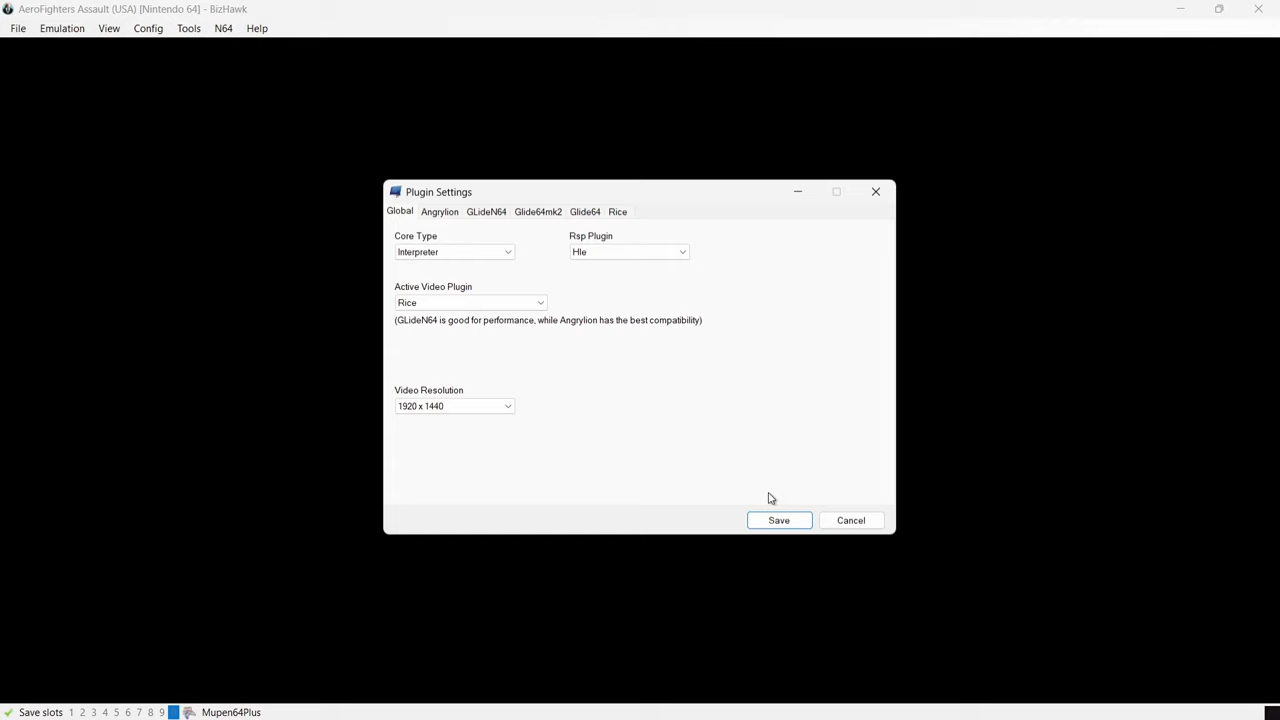 AeroFighters Assault (USA) [Nintendo 64] - BizHawk
File Emulation View Config Tools N64 Help
Plugin Settings
Global Angrylion GLideN64 Glide64mk2 Glide64 Rice
Core Type Rsp Plugin
Interpreter Hle
Active Video Plugin
Rice
(GLideN64 is good for performance, while Angrylion has the best compatibility)
Video Resolution
1920 x 1440
Save Cancel
Save slots 1 2 3 4 5 6 7 8 9 Mupen64Plus